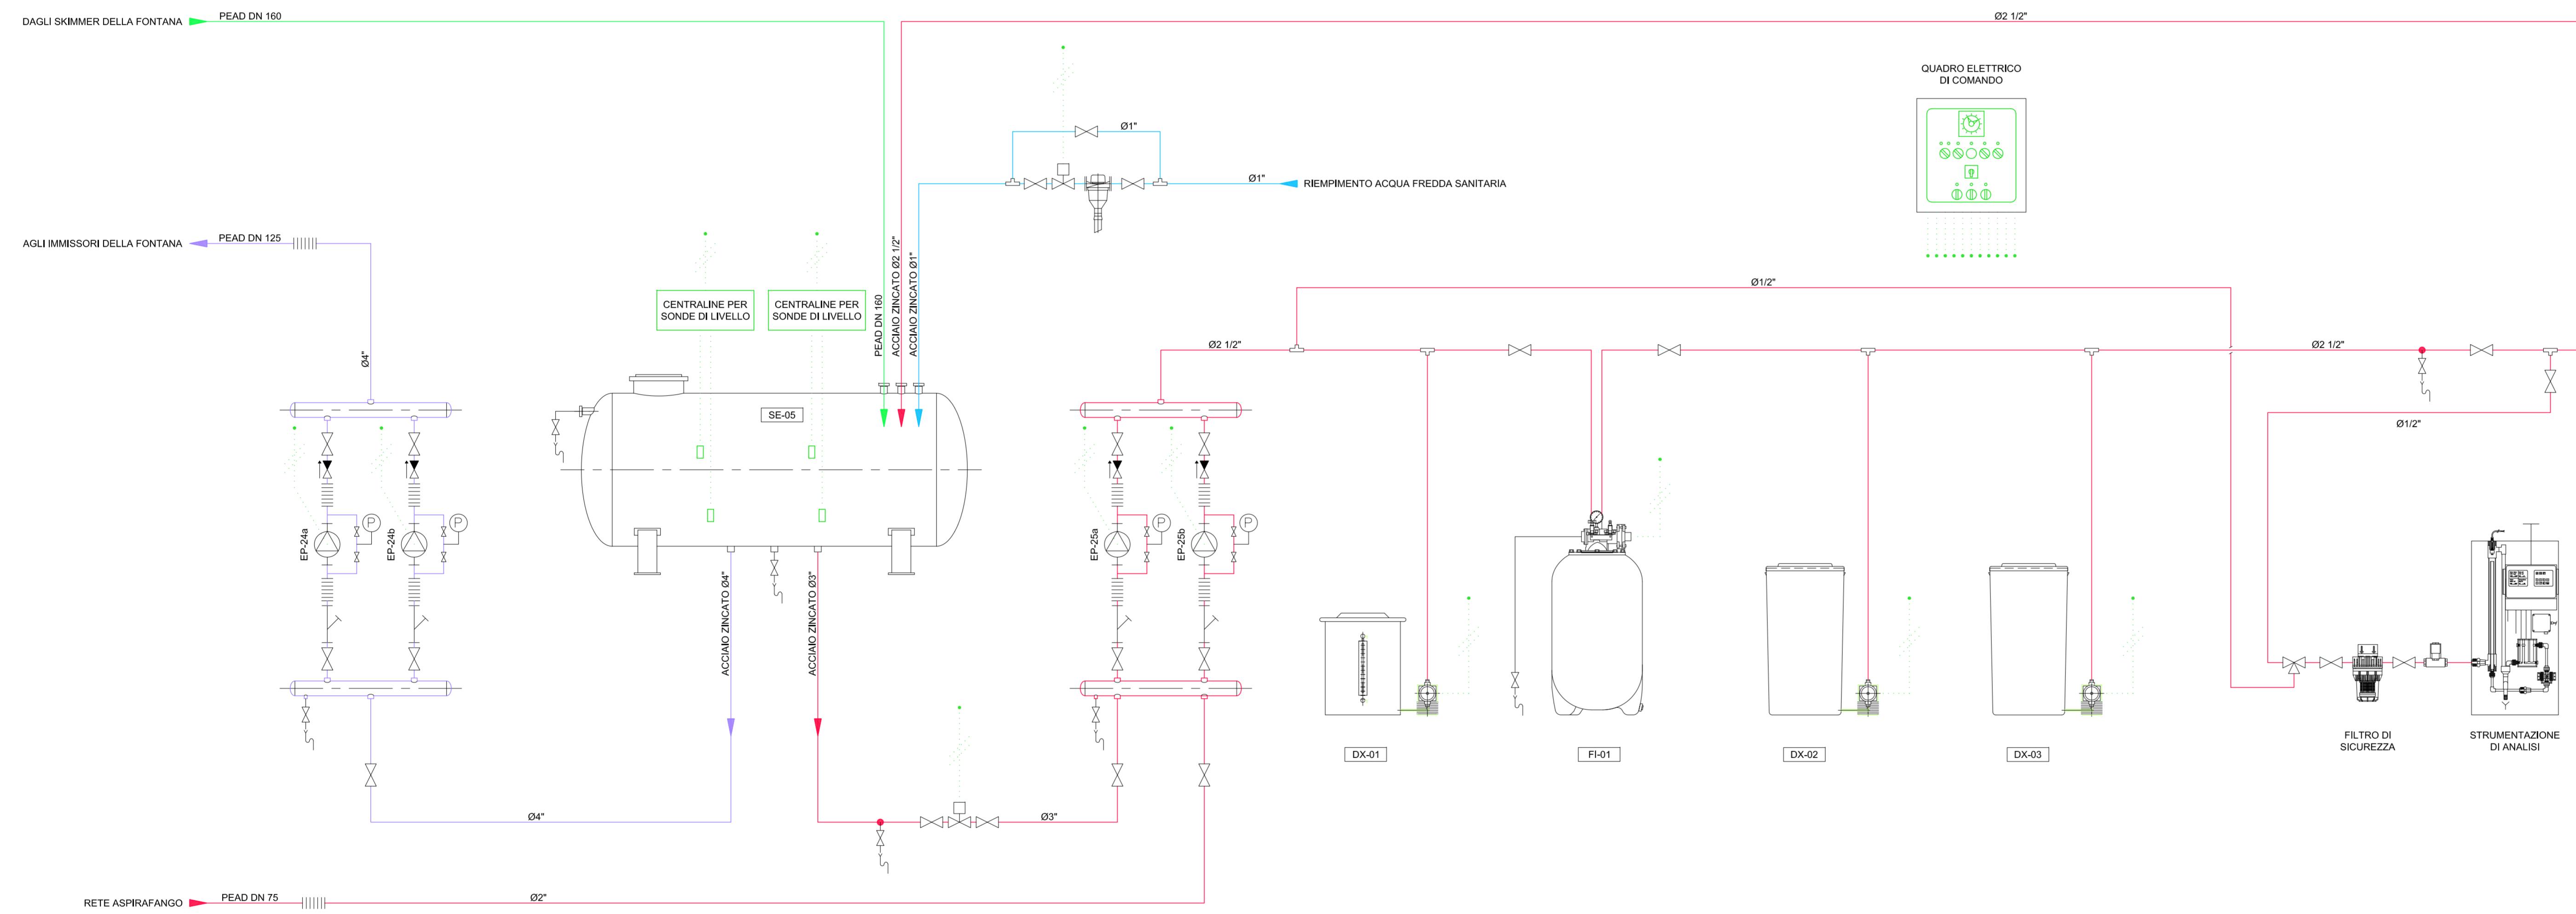 DAGLI SKIMMER DELLA FONTANA
PEAD DN 160
Ø2 1/2"
QUADRO ELETTRICO
DI COMANDO
Ø1"
Ø1"
RIEMPIMENTO ACQUA FREDDA SANITARIA
AGLI IMMISSORI DELLA FONTANA
PEAD DN 125
CENTRALINE PER
SONDE DI LIVELLO
CENTRALINE PER
SONDE DI LIVELLO
PEAD DN 160
ACCIAIO ZINCATO Ø2 1/2"
ACCIAIO ZINCATO Ø1"
Ø1/2"
Ø4"
Ø2 1/2"
Ø2 1/2"
SE-05
Ø1/2"
EP-24a
P
EP-24b
P
EP-25a
P
EP-25b
P
ACCIAIO ZINCATO Ø4"
ACCIAIO ZINCATO Ø3"
DX-01
FI-01
DX-02
DX-03
FILTRO DI
SICUREZZA
STRUMENTAZIONE
DI ANALISI
Ø4"
Ø3"
RETE ASPIRAFANGO
PEAD DN 75
Ø2"